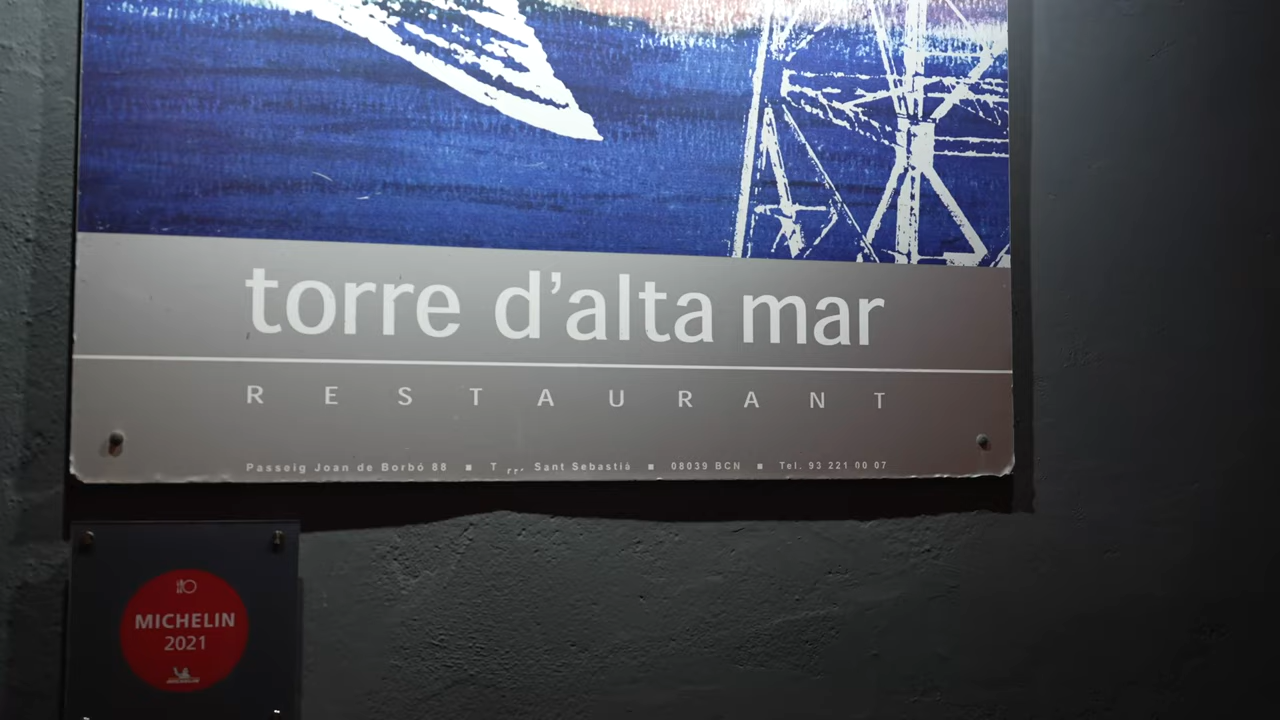 torre d'alta mar
RESTAURANT
Passeig Joan de Borbó 88 ▪ T Sant Sebastià ▪ 08039 BCN ▪ Tel. 93 221 00 07
MICHELIN
2021